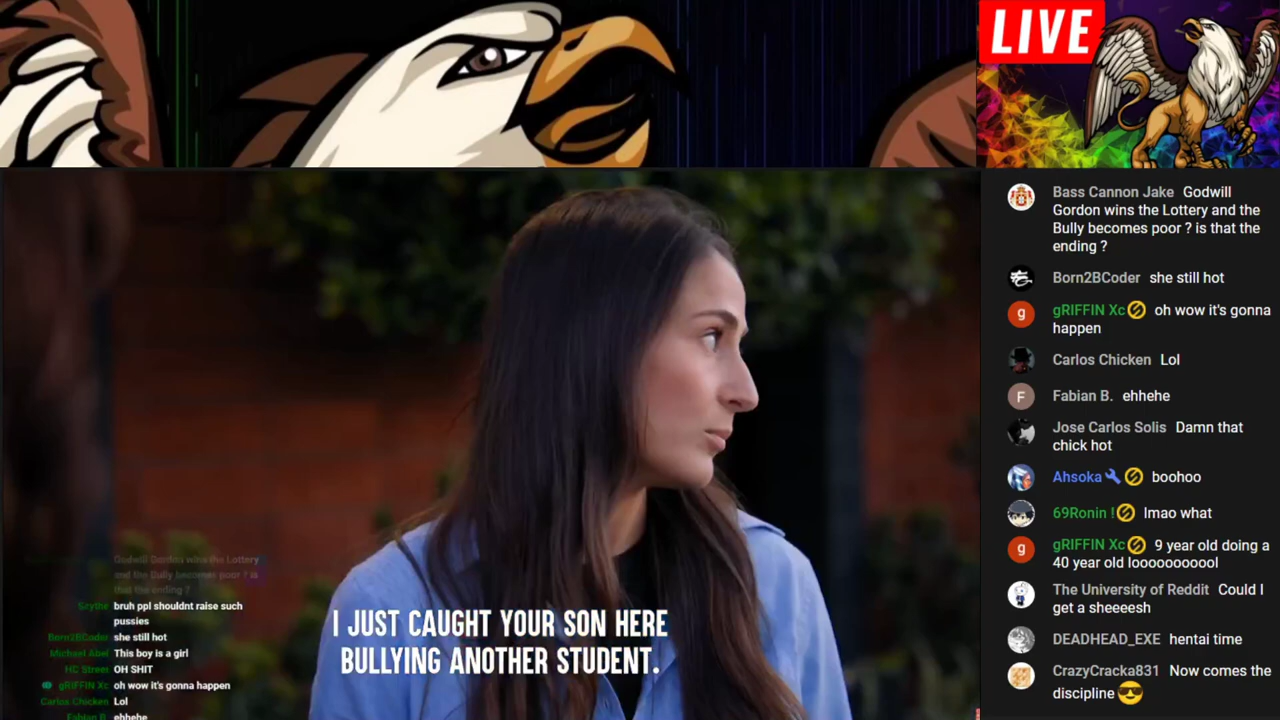 LIVE
Bass Cannon Jake Godwill
Gordon wins the Lottery and the
Bully becomes poor ? is that the
ending ?
Born2BCoder she still hot
gRIFFIN Xc oh wow it's gonna
happen
Carlos Chicken Lol
Fabian B. ehhehe
Jose Carlos Solis Damn that
chick hot
Ahsoka boohoo
69Ronin ! lmao what
gRIFFIN Xc 9 year old doing a
40 year old looooooooool
The University of Reddit Could I
get a sheeeesh
DEADHEAD_EXE hentai time
CrazyCracka831 Now comes the
discipline
g
F
g
Godwill Gordon wins the Lottery
and the Bully becomes poor ? is
that the ending ?
Scythe bruh ppl shouldnt raise such
pussies
Born2BCoder she still hot
Michael Abel This boy is a girl
HC Street OH SHIT
gRIFFIN Xc oh wow it's gonna happen
Carlos Chicken Lol
Fabian B. ehhehe
I JUST CAUGHT YOUR SON HERE
BULLYING ANOTHER STUDENT.